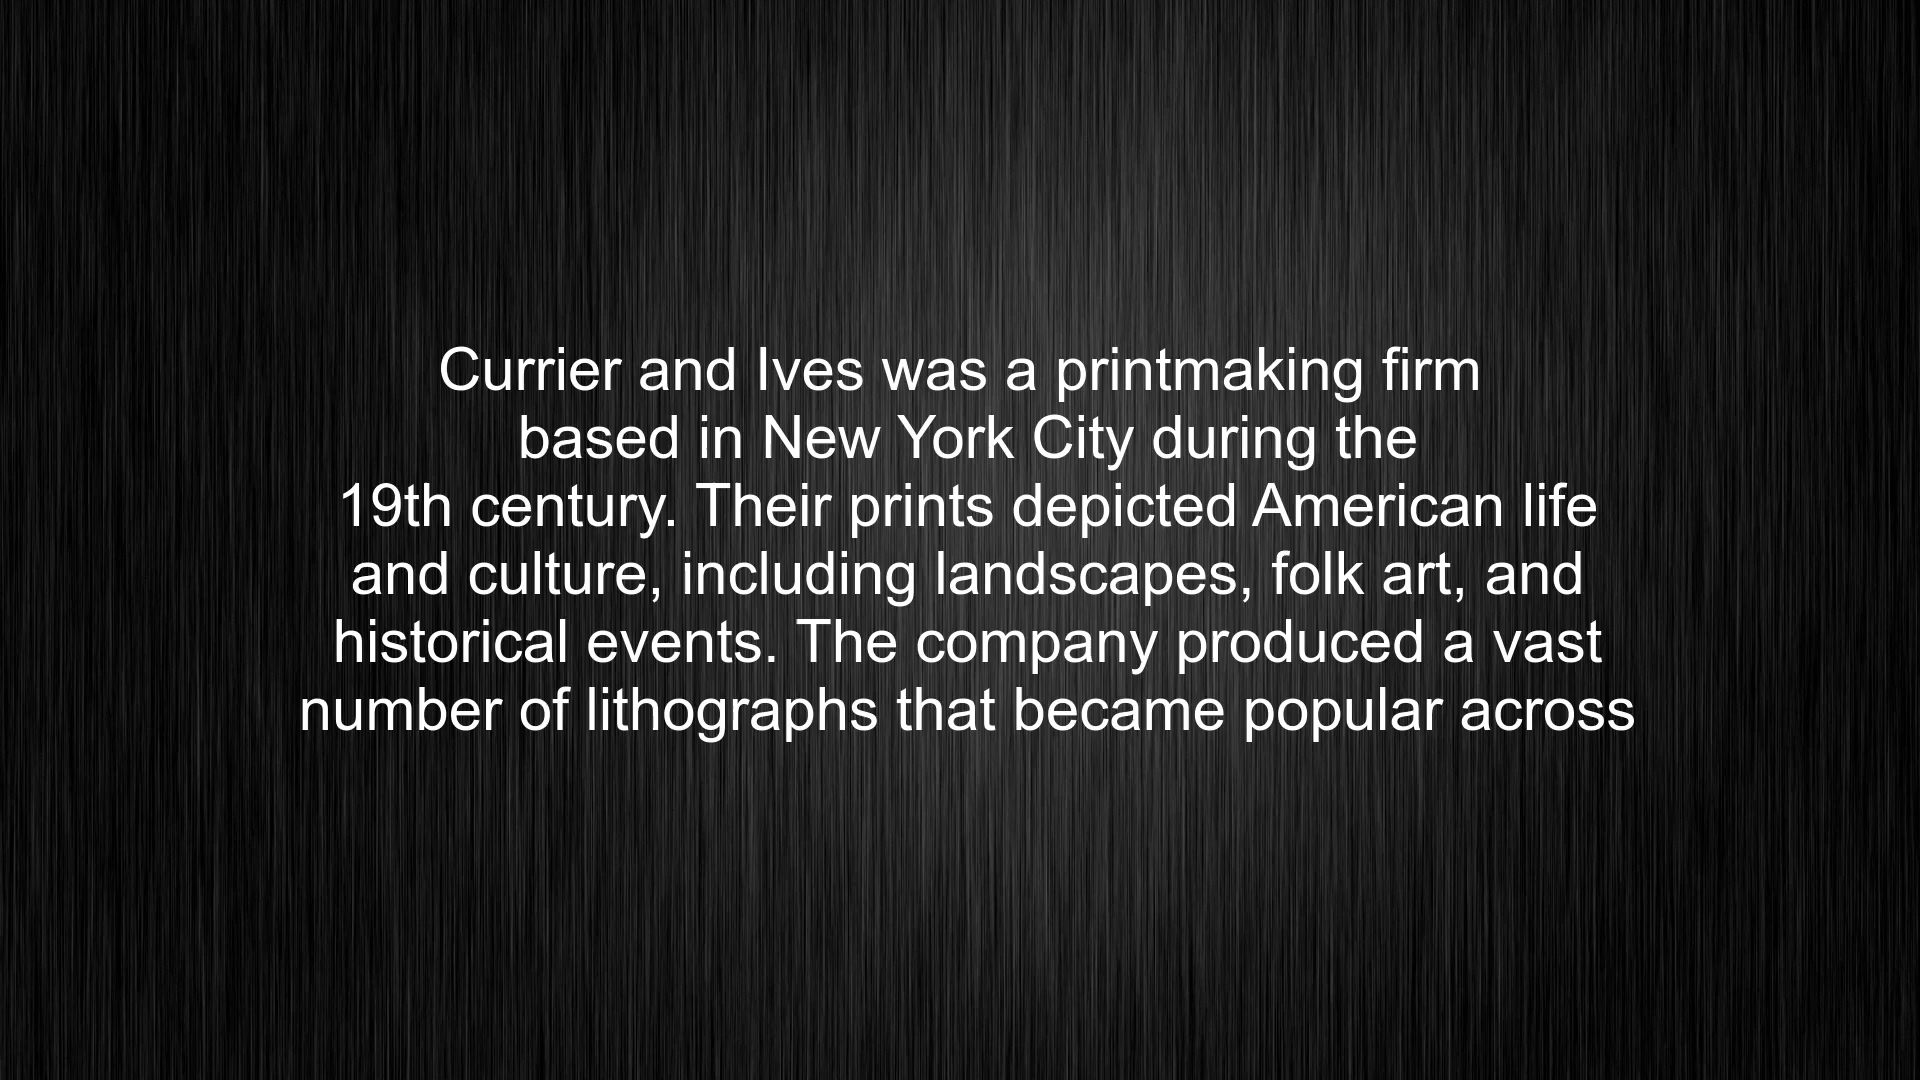 Currier and Ives was a printmaking firm
based in New York City during the
19th century. Their prints depicted American life
and culture, including landscapes, folk art, and
historical events. The company produced a vast
number of lithographs that became popular across